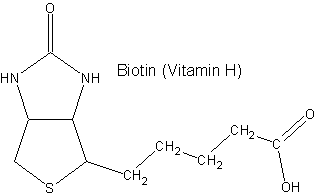 O
HN
NH
Biotin (Vitamin H)
O
CH₂
CH₂
C
CH₂
CH₂
S
OH